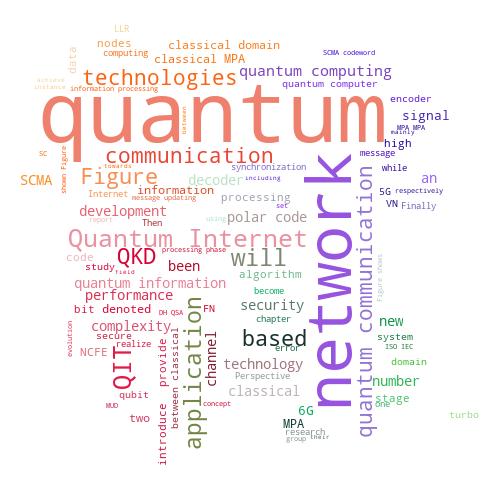 LLR
nodes
computing
classical domain
classical MPA
SCMA codeword
data
technologies
quantum computing
quantum computer
achieve
instance
information processing
between
quantum
encoder
signal
MPA MPA
mainly
SC
towards
communication
high
message
shown Figure
SCMA
Figure
decoder
synchronization
including
while
an
5G
respectively
Internet
information
message updating
processing
set
VN
Finally
development
report
Then
using
polar code
Quantum Internet
network
quantum communication
code
QKD
processing phase
will
study
field
been
algorithm
Figure shows
quantum information
become
performance
security
bit denoted
DH QSA
FN
chapter
new
evolution
complexity
secure
application
channel
based
system
error
ISO IEC
NCFE
realize
QIT
provide
between classical
technology
Perspective
classical
domain
number
qubit
stage
one
MUD
two
concept
introduce
6G
MPA
turbo
research
group
their